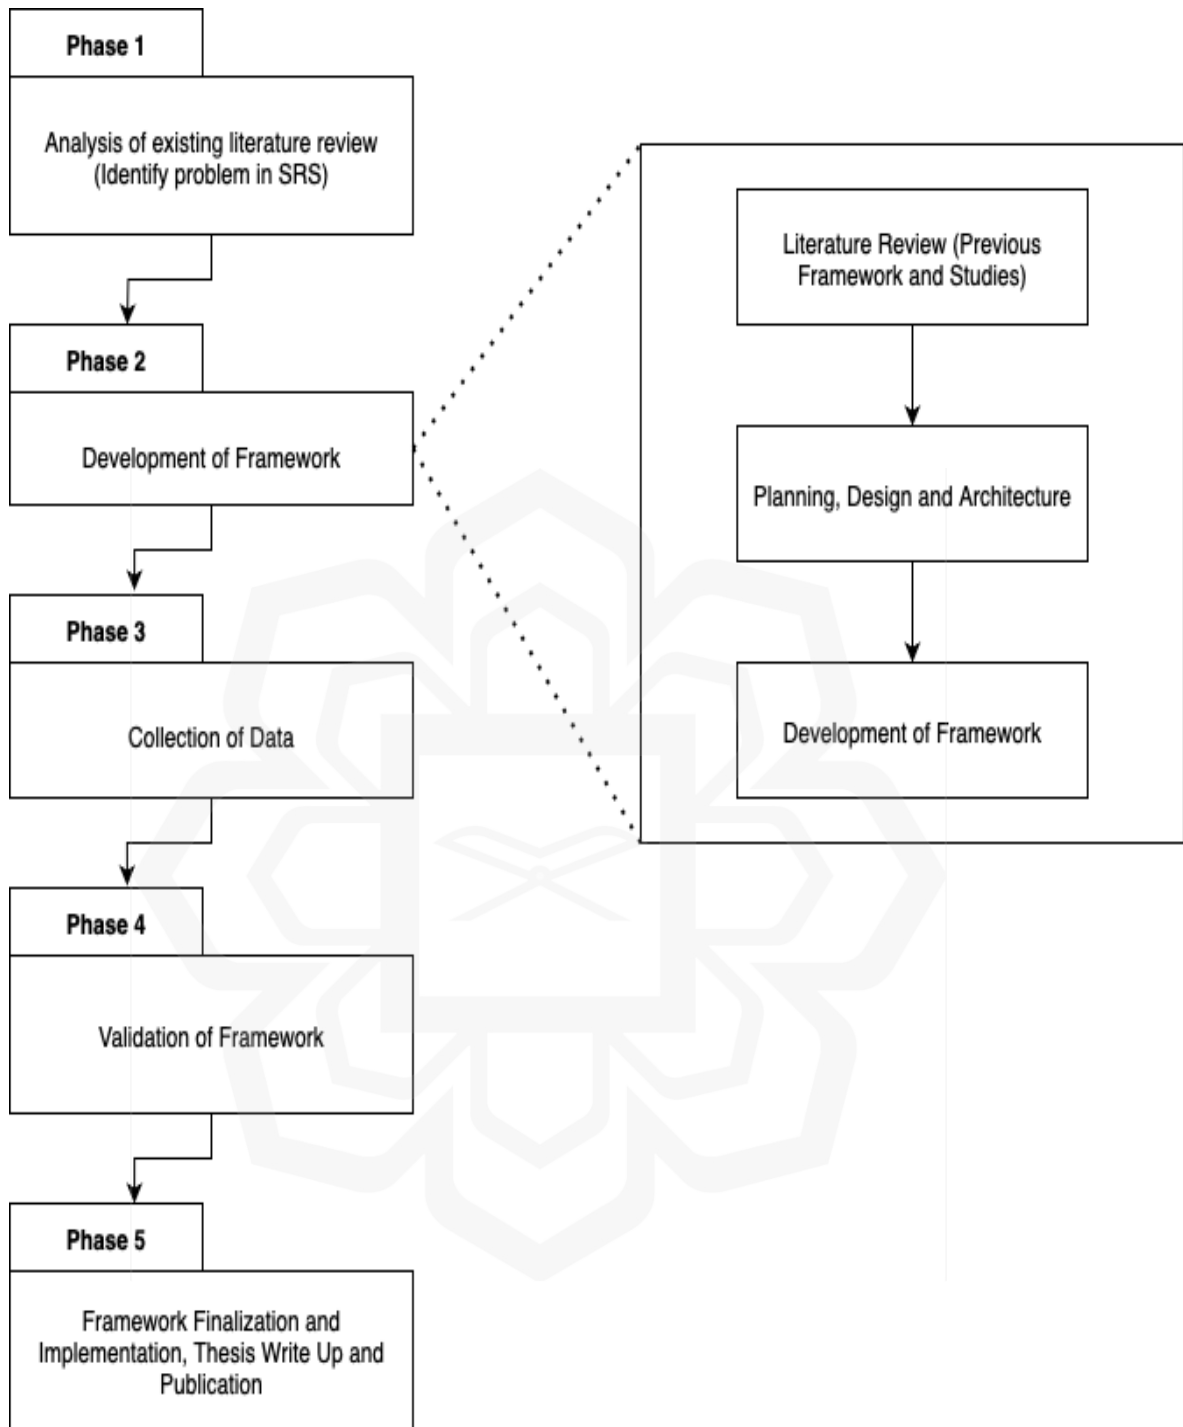 Phase 1
Analysis of existing literature review
(Identify problem in SRS)
Phase 2
Development of Framework
Phase 3
Collection of Data
Phase 4
Validation of Framework
Phase 5
Framework Finalization and
Implementation, Thesis Write Up and
Publication
Literature Review (Previous
Framework and Studies)
Planning, Design and Architecture
Development of Framework